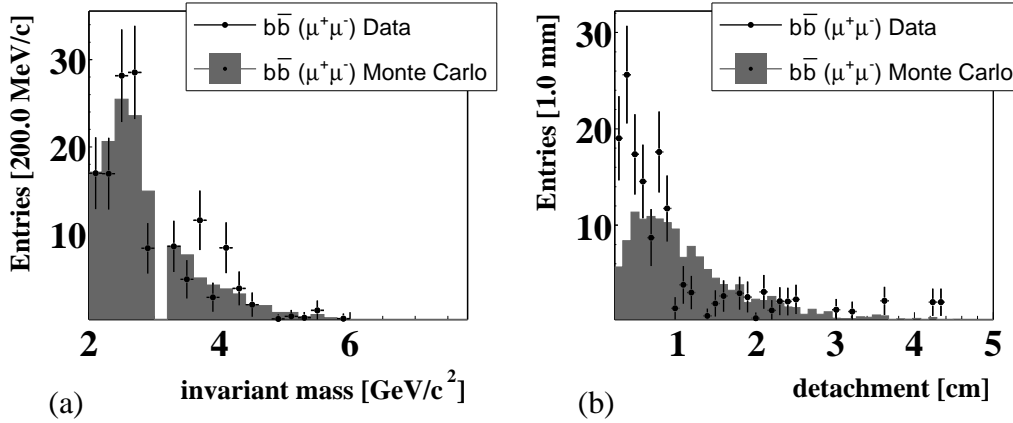 Entries [200.0 MeV/c]
30
20
10
2
4
6
invariant mass [GeV/c²]
(a)
bb̅ (μ⁺μ⁻) Data
bb̅ (μ⁺μ⁻) Monte Carlo
Entries [1.0 mm]
30
20
10
1
2
3
4
5
detachment [cm]
(b)
bb̅ (μ⁺μ⁻) Data
bb̅ (μ⁺μ⁻) Monte Carlo